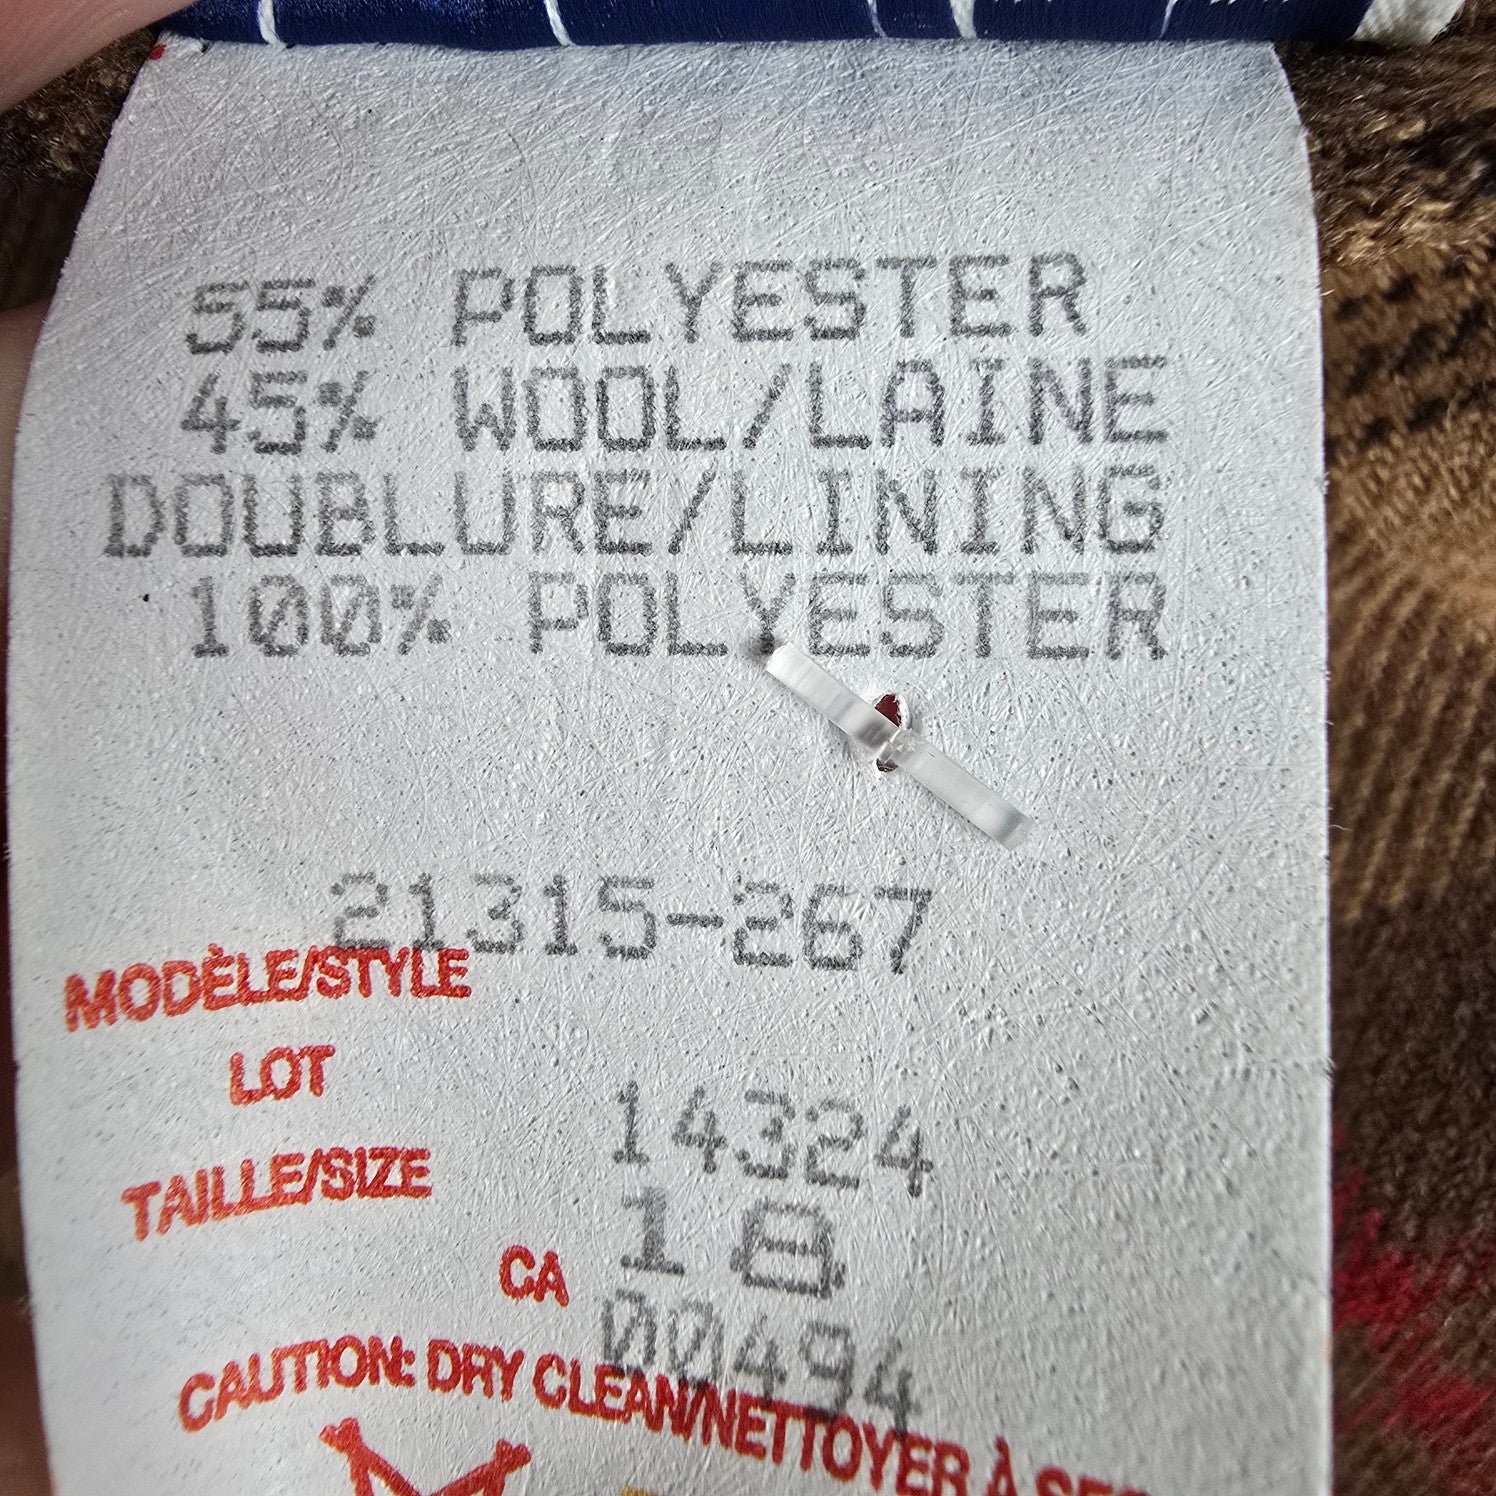 55% POLYESTER
45% WOOL/LAINE
DOUBLURE/LINING
100% POLYESTER
21315-267
MODÈLE/STYLE
LOT 14324
TAILLE/SIZE 18
CA 00494
CAUTION: DRY CLEAN/NETTOYER À